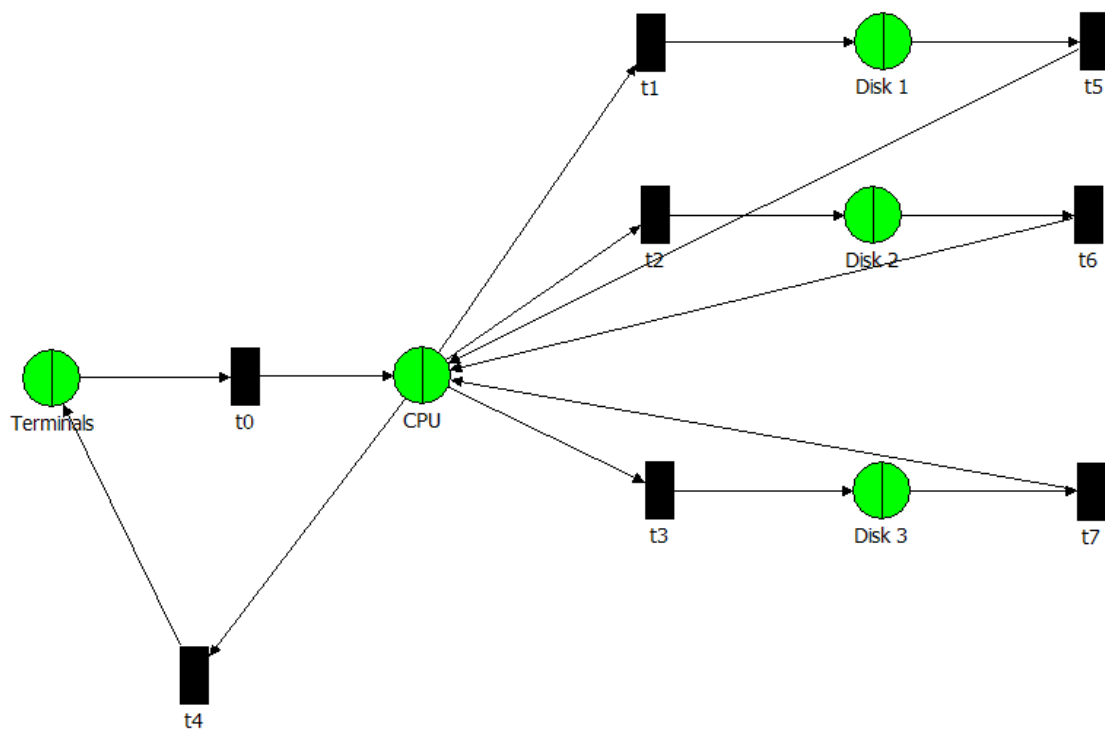 t1
Disk 1
t5
t2
Disk 2
t6
Terminals
t0
CPU
t3
Disk 3
t7
t4